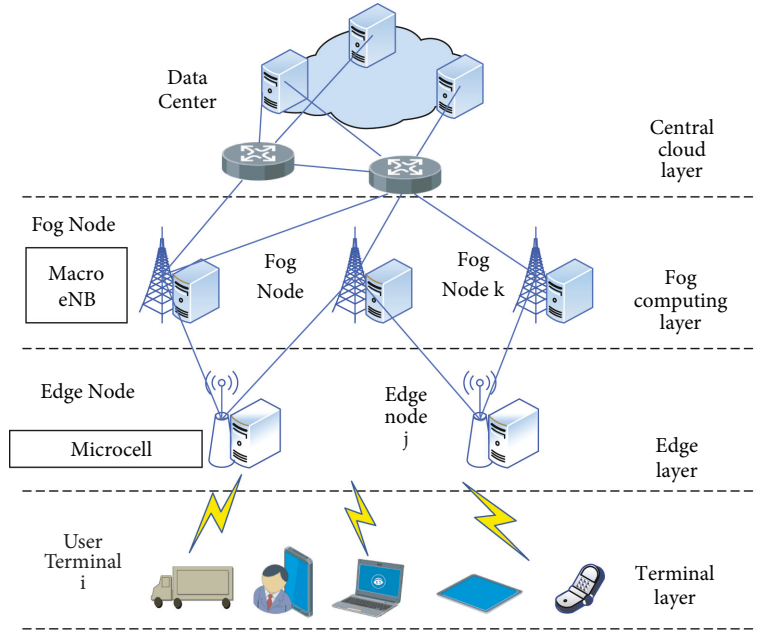 Data
Center
Central
cloud
layer
Fog Node
Macro
eNB
Fog
Node
Fog
Node k
Fog
computing
layer
Edge Node
Microcell
Edge
node
j
Edge
layer
User
Terminal
i
Terminal
layer